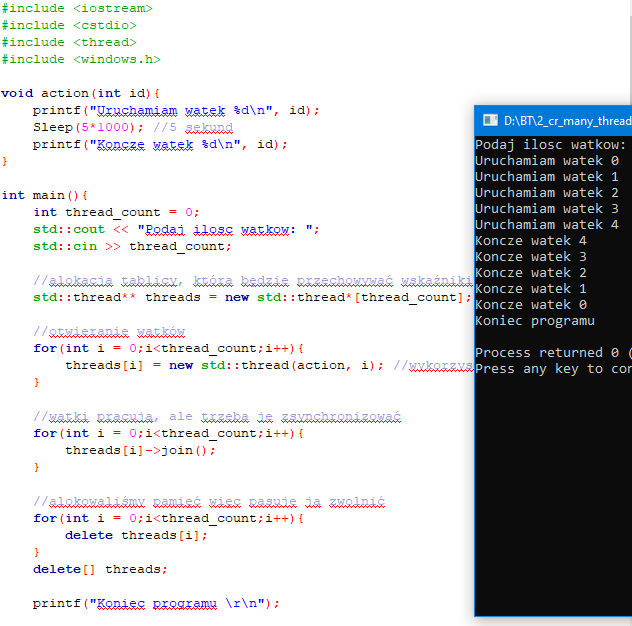 #include <iostream>
#include <cstdio>
#include <thread>
#include <windows.h>
void action(int id){
printf("Uruchamiam watek %d\n", id);
Sleep(5*1000); //5 sekund
printf("Koncze watek %d\n", id);
}
int main(){
int thread_count = 0;
std::cout << "Podaj ilosc watkow: ";
std::cin >> thread_count;
//alokacja tablicy, która będzie przechowywać wskaźniki
std::thread** threads = new std::thread*[thread_count];
//otwieranie wątków
for(int i = 0;i<thread_count;i++){
threads[i] = new std::thread(action, i); //wykorzys
}
//watki pracują, ale trzeba je zsynchronizować
for(int i = 0;i<thread_count;i++){
threads[i]->join();
}
//alokowaliśmy pamięć więc pasuje ją zwolnić
for(int i = 0;i<thread_count;i++){
delete threads[i];
}
delete[] threads;
printf("Koniec programu \r\n");
D:\BT\2_cr_many_thread
Podaj ilosc watkow:
Uruchamiam watek 0
Uruchamiam watek 1
Uruchamiam watek 2
Uruchamiam watek 3
Uruchamiam watek 4
Koncze watek 4
Koncze watek 3
Koncze watek 2
Koncze watek 1
Koncze watek 0
Koniec programu
Process returned 0 (
Press any key to con